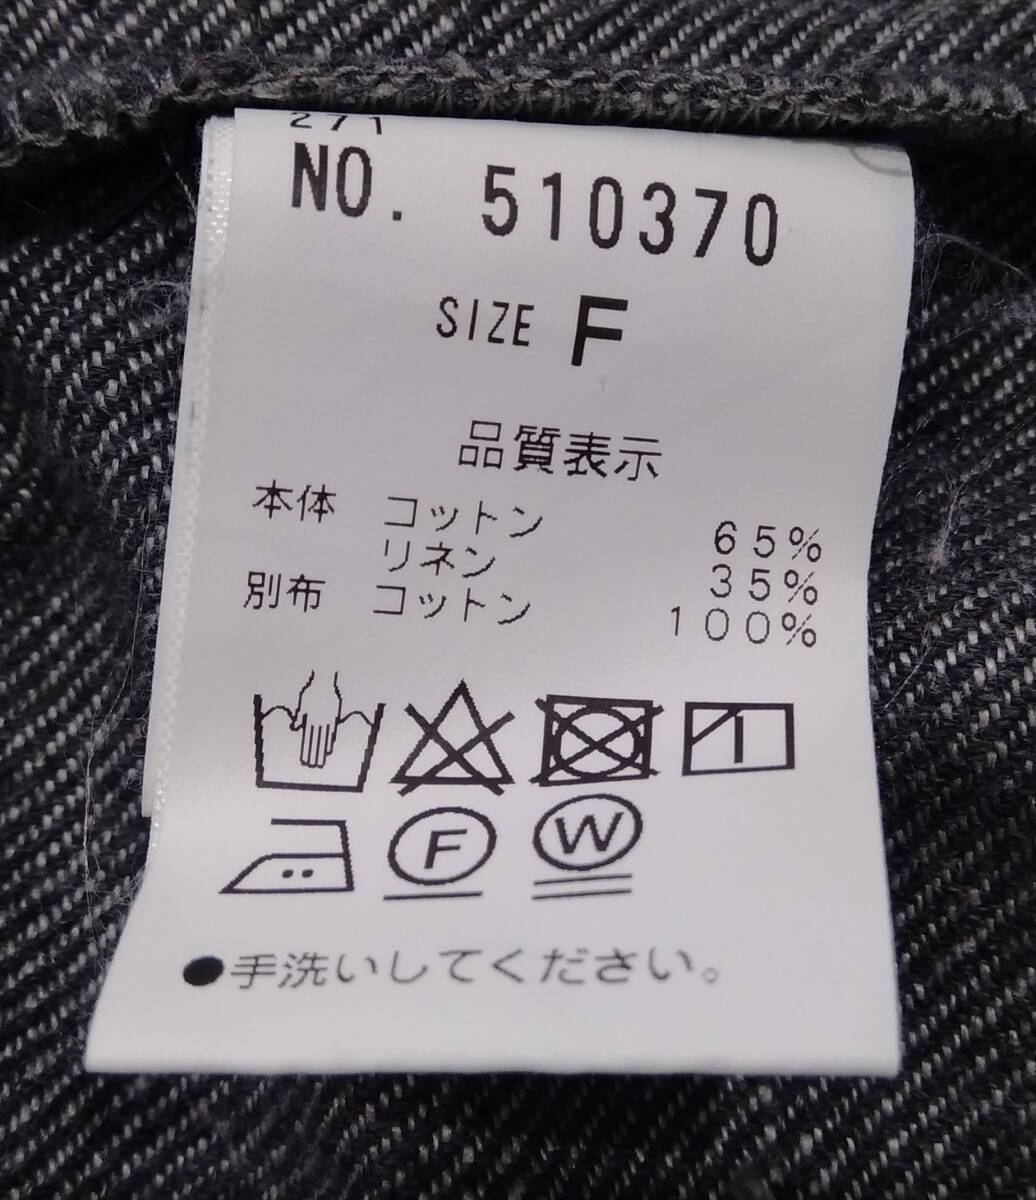 271
NO. 510370
SIZE F
品質表示
本体 コットン 65%
リネン 35%
別布 コットン 100%
F
W
●手洗いしてください。